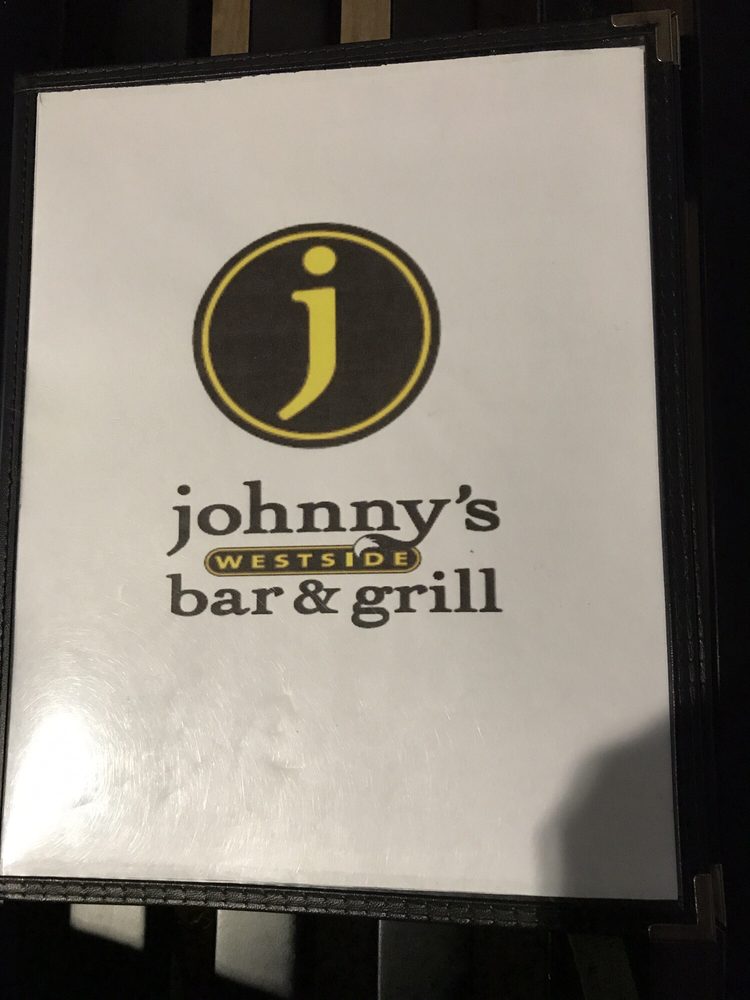 j
johnny's
WESTSIDE
bar & grill